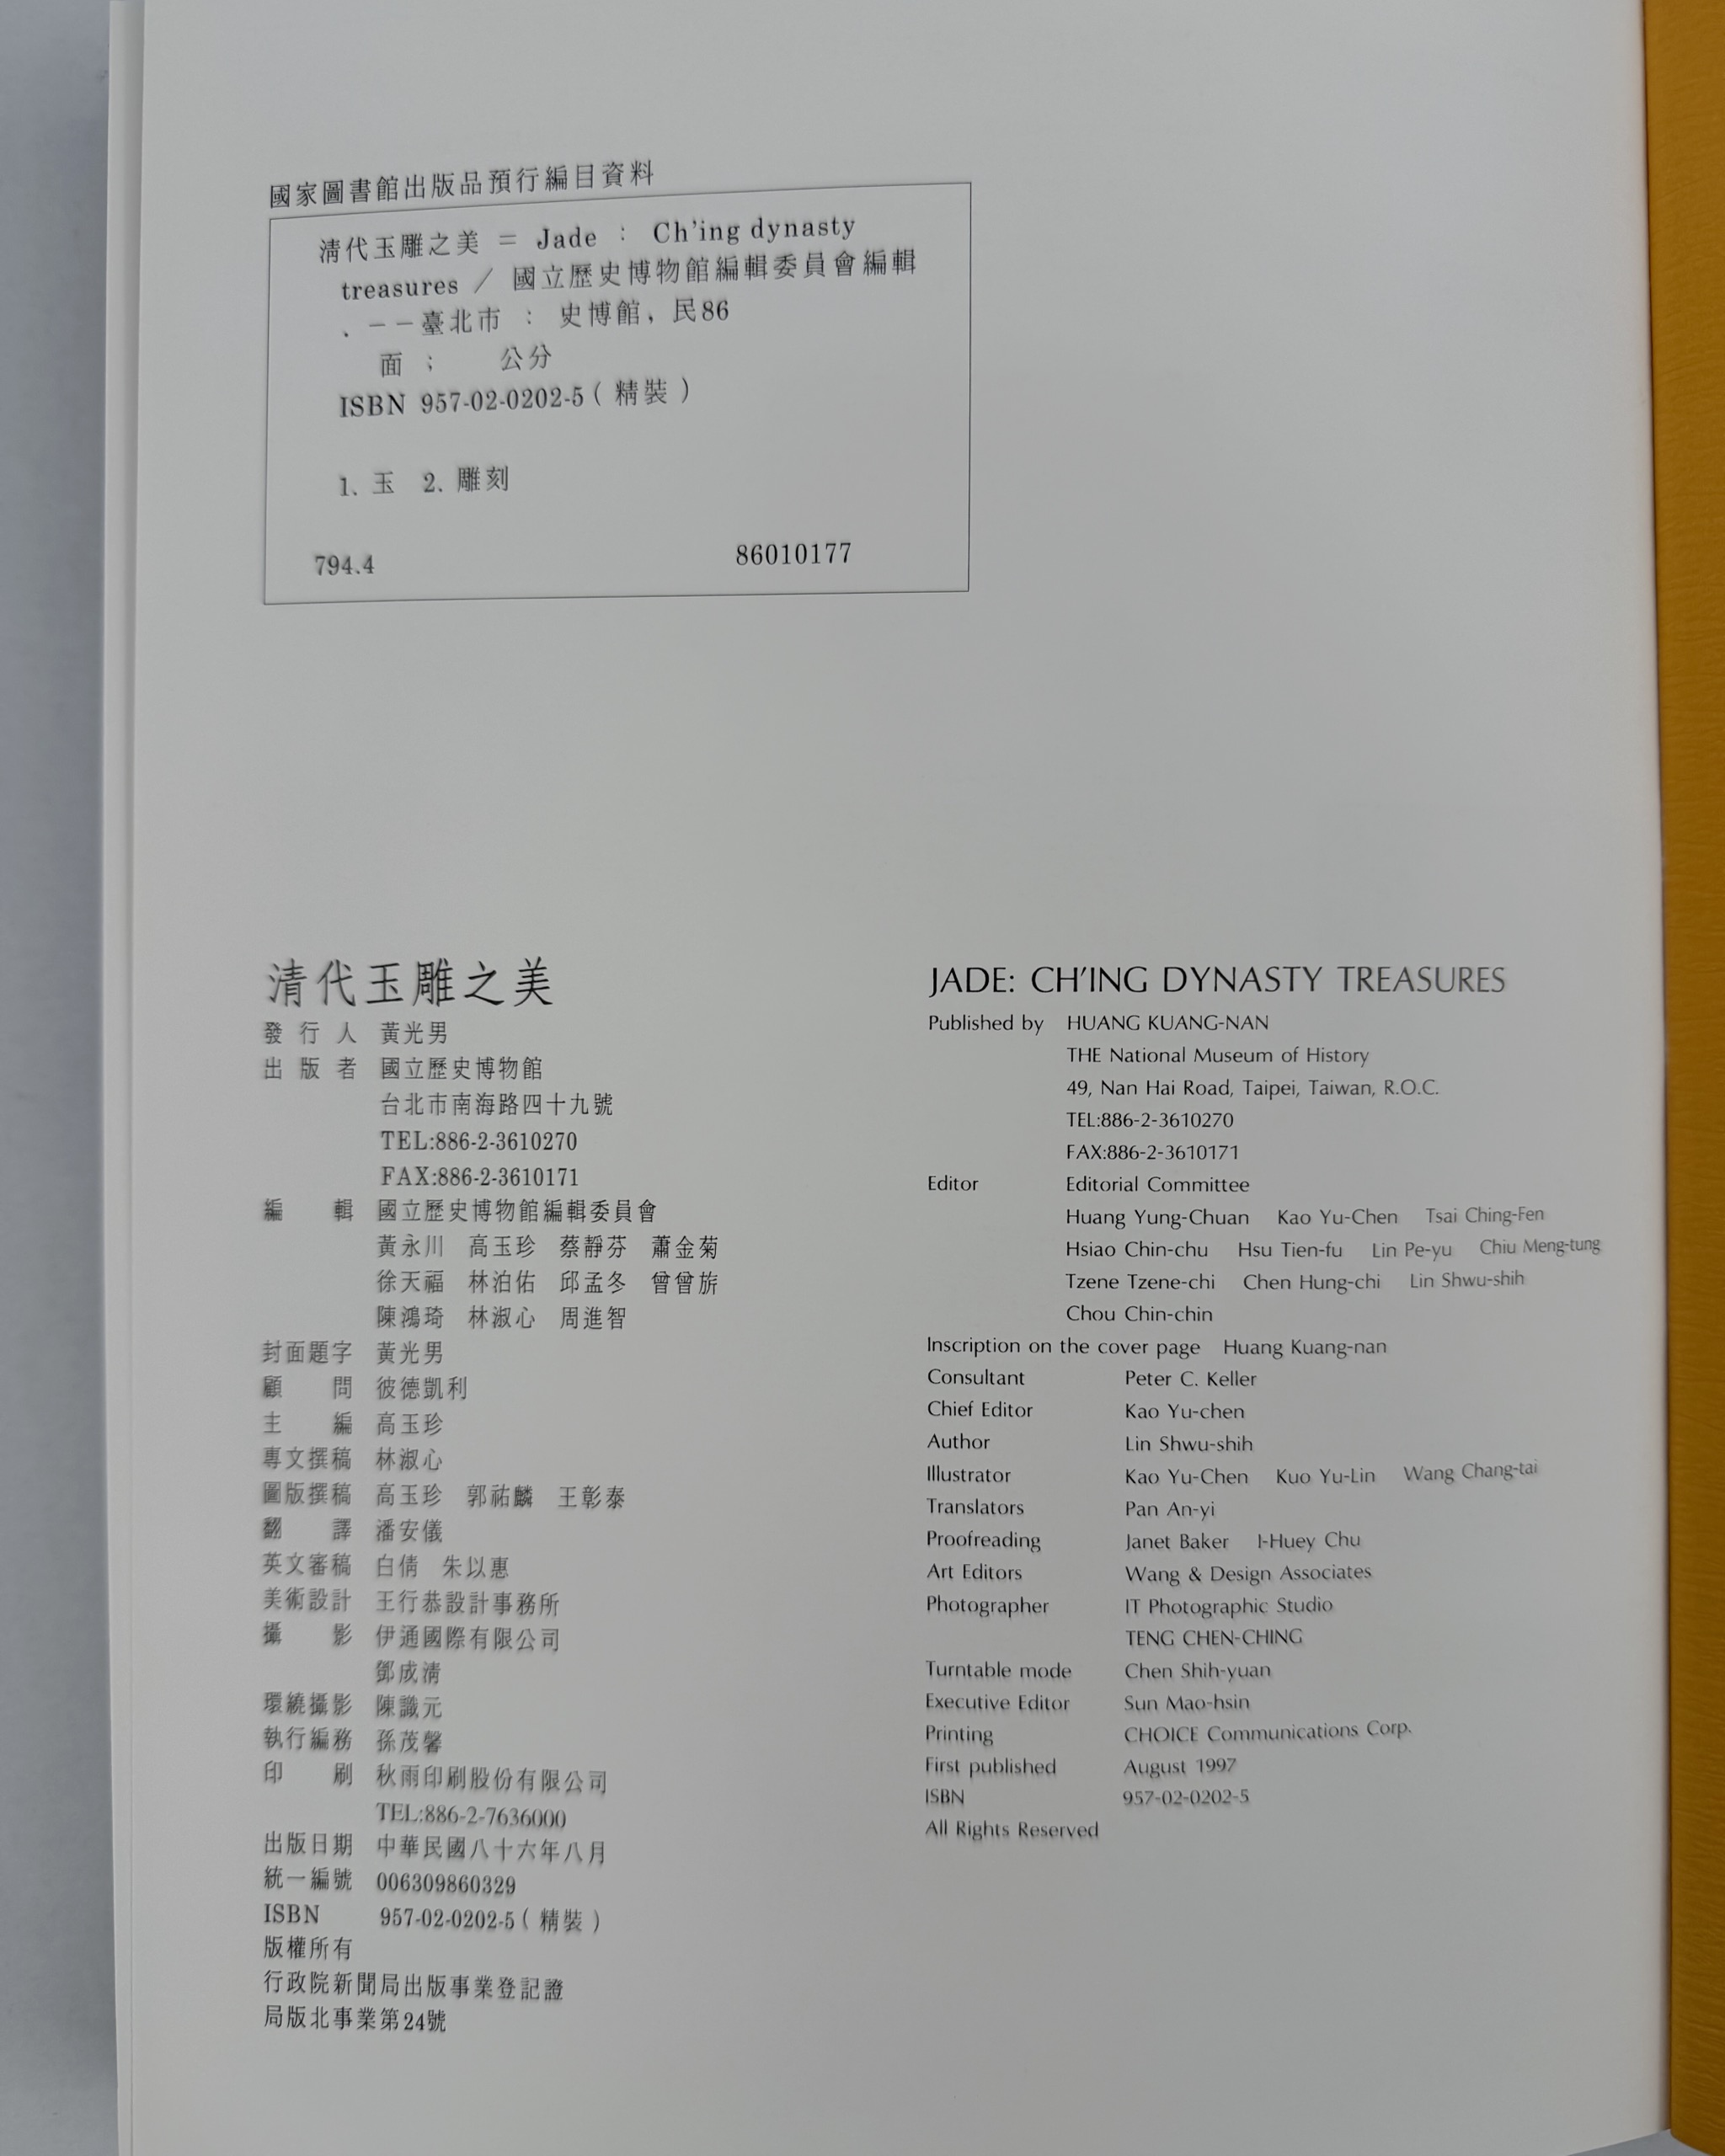 國家圖書館出版品預行編目資料
清代玉雕之美 = Jade : Ch'ing dynasty
treasures / 國立歷史博物館編輯委員會編輯
. －－臺北市 : 史博館, 民86
面 ; 公分
ISBN 957-02-0202-5 ( 精裝 )
1. 玉 2. 雕刻
794.4 86010177
清代玉雕之美
發行人 黃光男
出版者 國立歷史博物館
台北市南海路四十九號
TEL:886-2-3610270
FAX:886-2-3610171
編輯 國立歷史博物館編輯委員會
黃永川 高玉珍 蔡靜芬 蕭金菊
徐天福 林泊佑 邱孟冬 曾曾旂
陳鴻琦 林淑心 周進智
封面題字 黃光男
顧問 彼德凱利
主編 高玉珍
專文撰稿 林淑心
圖版撰稿 高玉珍 郭祐麟 王彰泰
翻譯 潘安儀
英文審稿 白倩 朱以惠
美術設計 王行恭設計事務所
攝影 伊通國際有限公司
鄧成清
環繞攝影 陳識元
執行編務 孫茂馨
印刷 秋雨印刷股份有限公司
TEL:886-2-7636000
出版日期 中華民國八十六年八月
統一編號 006309860329
ISBN 957-02-0202-5 ( 精裝 )
版權所有
行政院新聞局出版事業登記證
局版北事業第24號
JADE: CH'ING DYNASTY TREASURES
Published by HUANG KUANG-NAN
THE National Museum of History
49, Nan Hai Road, Taipei, Taiwan, R.O.C.
TEL:886-2-3610270
FAX:886-2-3610171
Editor Editorial Committee
Huang Yung-Chuan Kao Yu-Chen Tsai Ching-Fen
Hsiao Chin-chu Hsu Tien-fu Lin Pe-yu Chiu Meng-tung
Tzene Tzene-chi Chen Hung-chi Lin Shwu-shih
Chou Chin-chin
Inscription on the cover page Huang Kuang-nan
Consultant Peter C. Keller
Chief Editor Kao Yu-chen
Author Lin Shwu-shih
Illustrator Kao Yu-Chen Kuo Yu-Lin Wang Chang-tai
Translators Pan An-yi
Proofreading Janet Baker I-Huey Chu
Art Editors Wang & Design Associates
Photographer IT Photographic Studio
TENG CHEN-CHING
Turntable mode Chen Shih-yuan
Executive Editor Sun Mao-hsin
Printing CHOICE Communications Corp.
First published August 1997
ISBN 957-02-0202-5
All Rights Reserved